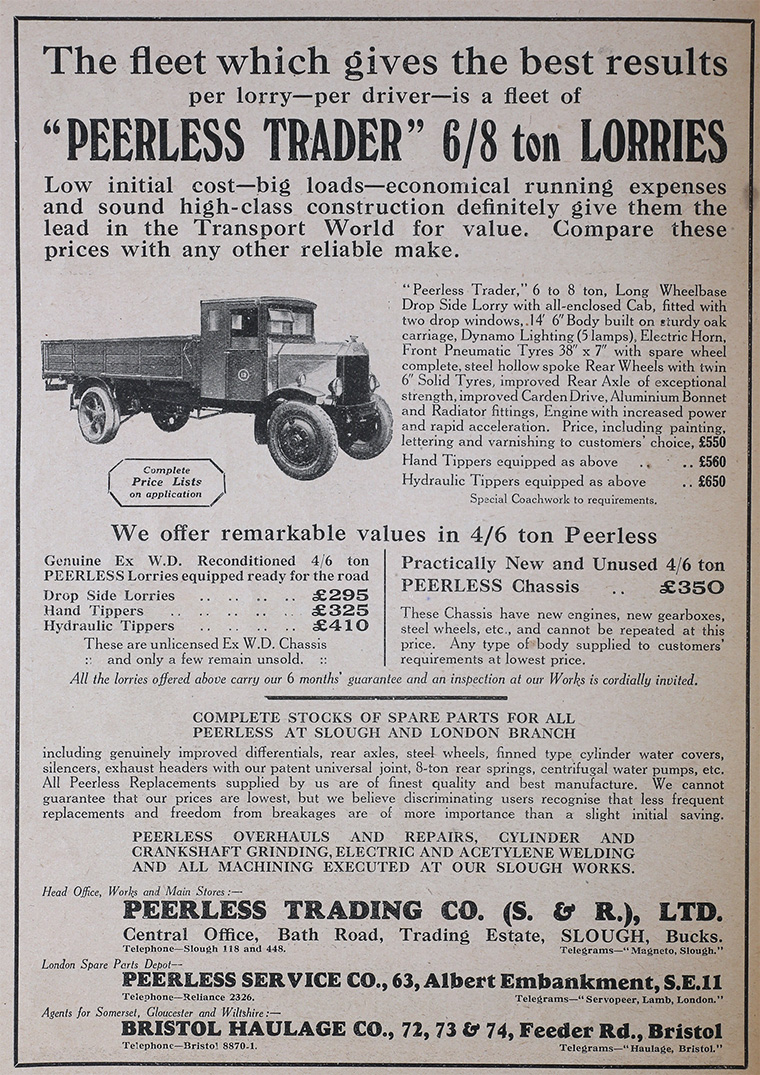 The fleet which gives the best results
per lorry—per driver—is a fleet of
"PEERLESS TRADER" 6/8 ton LORRIES
Low initial cost—big loads—economical running expenses
and sound high-class construction definitely give them the
lead in the Transport World for value. Compare these
prices with any other reliable make.
"Peerless Trader," 6 to 8 ton, Long Wheelbase
Drop Side Lorry with all-enclosed Cab, fitted with
two drop windows, 14' 6" Body built on sturdy oak
carriage, Dynamo Lighting (5 lamps), Electric Horn,
Front Pneumatic Tyres 38" x 7" with spare wheel
complete, steel hollow spoke Rear Wheels with twin
6" Solid Tyres, improved Rear Axle of exceptional
strength, improved Carden Drive, Aluminium Bonnet
and Radiator fittings, Engine with increased power
and rapid acceleration. Price, including painting,
lettering and varnishing to customers' choice, £550
Hand Tippers equipped as above .. .. £560
Hydraulic Tippers equipped as above .. £650
Special Coachwork to requirements.
Complete
Price Lists
on application
We offer remarkable values in 4/6 ton Peerless
Genuine Ex W.D. Reconditioned 4/6 ton
PEERLESS Lorries equipped ready for the road
Drop Side Lorries .. .. .. .. £295
Hand Tippers .. .. .. .. .. £325
Hydraulic Tippers .. .. .. .. £410
These are unlicensed Ex W.D. Chassis
:: and only a few remain unsold. ::
Practically New and Unused 4/6 ton
PEERLESS Chassis .. £350
These Chassis have new engines, new gearboxes,
steel wheels, etc., and cannot be repeated at this
price. Any type of body supplied to customers'
requirements at lowest price.
All the lorries offered above carry our 6 months' guarantee and an inspection at our Works is cordially invited.
COMPLETE STOCKS OF SPARE PARTS FOR ALL
PEERLESS AT SLOUGH AND LONDON BRANCH
including genuinely improved differentials, rear axles, steel wheels, finned type cylinder water covers,
silencers, exhaust headers with our patent universal joint, 8-ton rear springs, centrifugal water pumps, etc.
All Peerless Replacements supplied by us are of finest quality and best manufacture. We cannot
guarantee that our prices are lowest, but we believe discriminating users recognise that less frequent
replacements and freedom from breakages are of more importance than a slight initial saving.
PEERLESS OVERHAULS AND REPAIRS, CYLINDER AND
CRANKSHAFT GRINDING, ELECTRIC AND ACETYLENE WELDING
AND ALL MACHINING EXECUTED AT OUR SLOUGH WORKS.
Head Office, Works and Main Stores:—
PEERLESS TRADING CO. (S. & R.), LTD.
Central Office, Bath Road, Trading Estate, SLOUGH, Bucks.
Telephone—Slough 118 and 448. Telegrams—"Magneto, Slough."
London Spare Parts Depot—
PEERLESS SERVICE CO., 63, Albert Embankment, S.E.11
Telephone—Reliance 2326. Telegrams—"Servopeer, Lamb, London."
Agents for Somerset, Gloucester and Wiltshire:—
BRISTOL HAULAGE CO., 72, 73 & 74, Feeder Rd., Bristol
Telephone—Bristol 8870-1. Telegrams—"Haulage, Bristol."